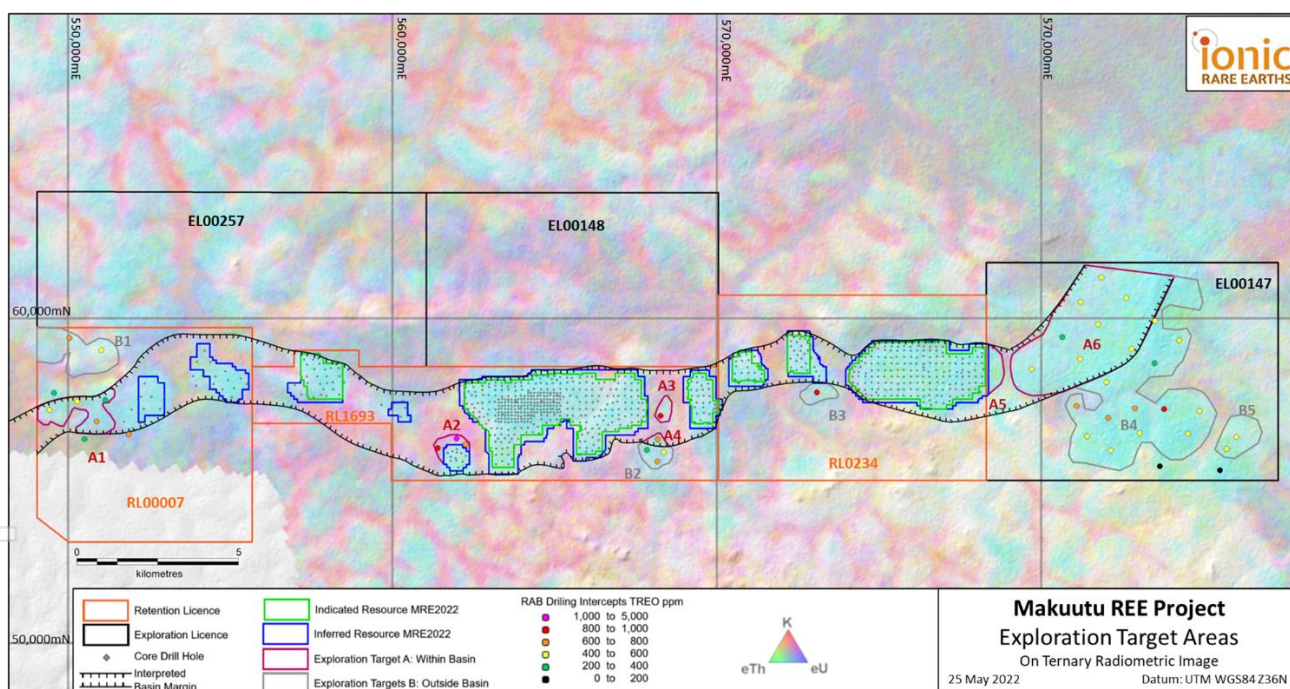 550,000mE
560,000mE
570,000mE
570,000mE
ionic
RARE EARTHS
EL00257
EL00148
EL00147
60,000mN
B1
A6
A3
A5
RL1693
A2
A4
B3
B4
B5
A1
B2
RL0234
RL00007
0 5
kilometres
50,000mN
Retention Licence
Exploration Licence
Core Drill Hole
Interpreted
Basin Margin
Indicated Resource MRE2022
Inferred Resource MRE2022
Exploration Target A: Within Basin
Exploration Targets B: Outside Basin
RAB Driling Intercepts TREO ppm
1,000 to 5,000
800 to 1,000
600 to 800
400 to 600
200 to 400
0 to 200
K
eTh eU
Makuutu REE Project
Exploration Target Areas
On Ternary Radiometric Image
25 May 2022 Datum: UTM WGS84 Z36N